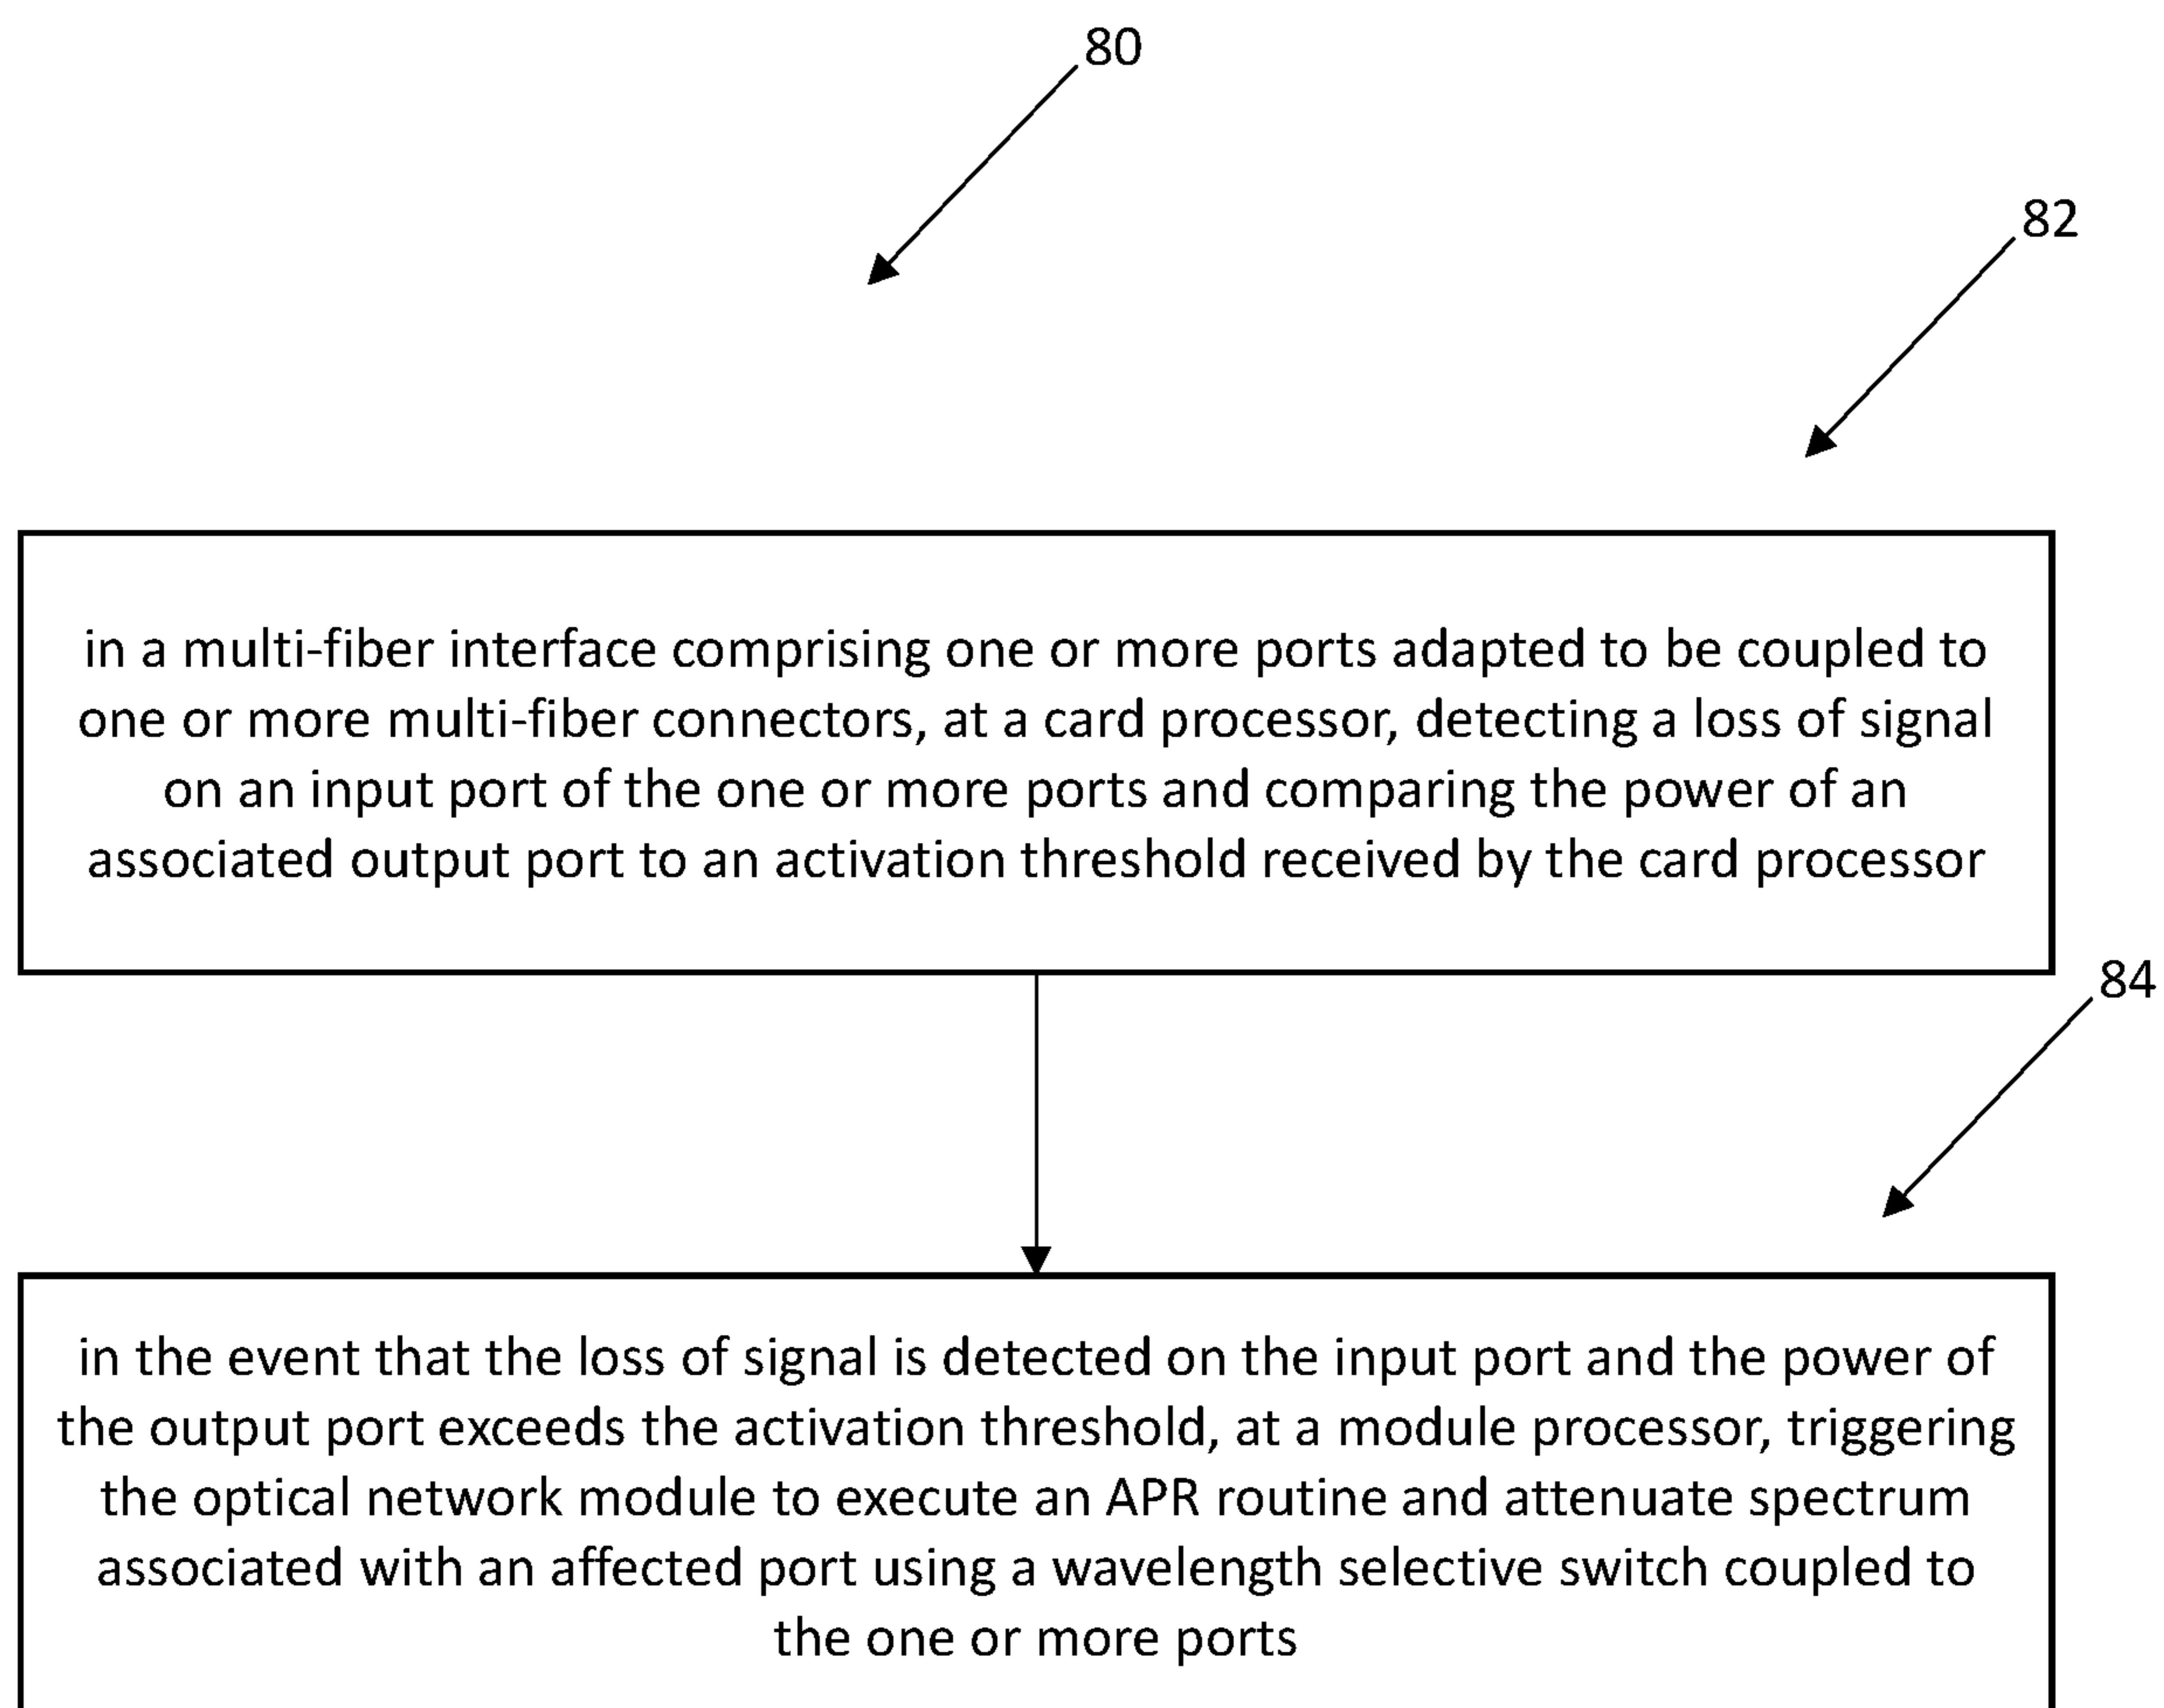 80
82
in a multi-fiber interface comprising one or more ports adapted to be coupled to
one or more multi-fiber connectors, at a card processor, detecting a loss of signal
on an input port of the one or more ports and comparing the power of an
associated output port to an activation threshold received by the card processor
84
in the event that the loss of signal is detected on the input port and the power of
the output port exceeds the activation threshold, at a module processor, triggering
the optical network module to execute an APR routine and attenuate spectrum
associated with an affected port using a wavelength selective switch coupled to
the one or more ports